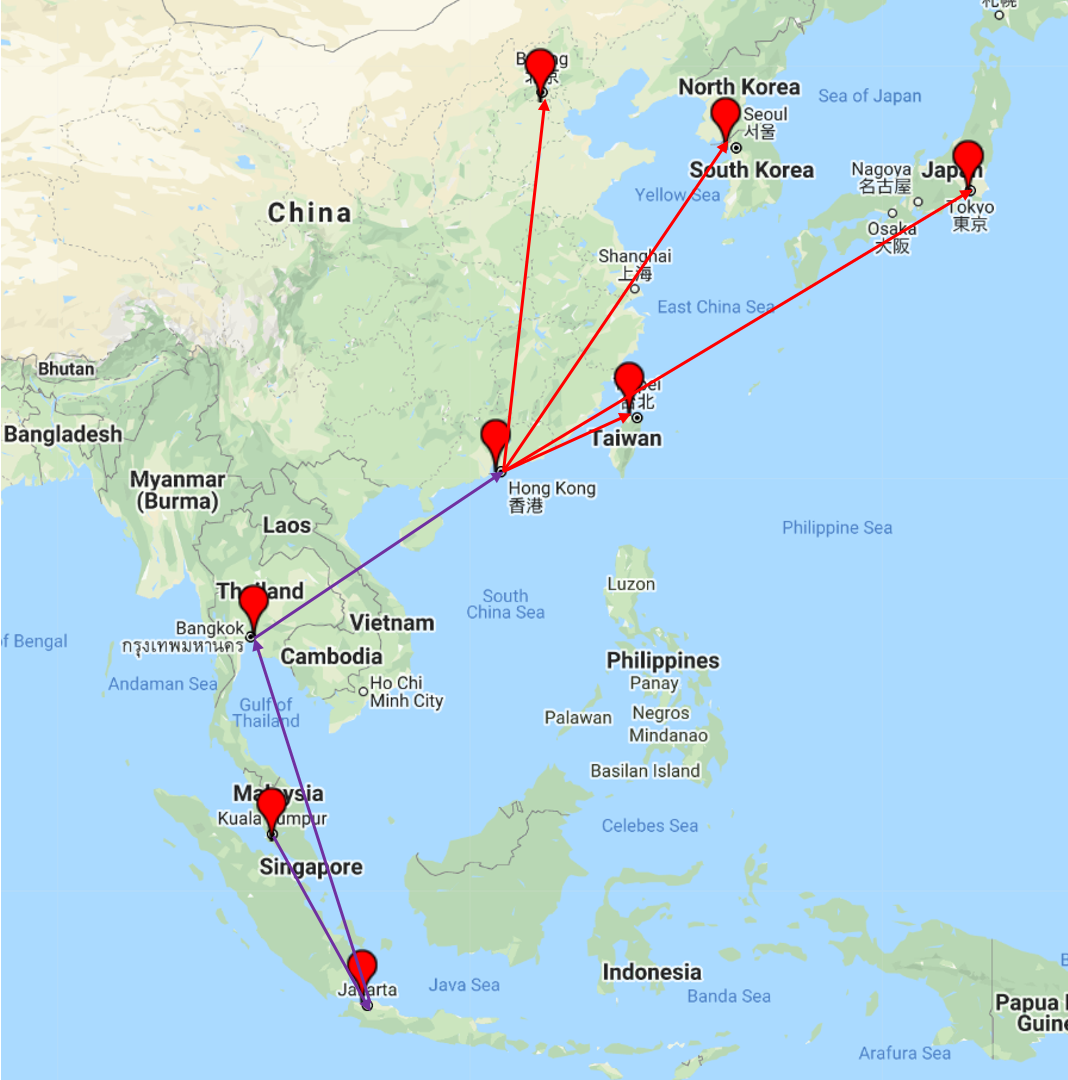 札幌
North Korea
Sea of Japan
Seoul
서울
South Korea
Yellow Sea
Nagoya
名古屋
Japan
Tokyo
東京
Osaka
大阪
China
Shanghai
上海
East China Sea
Bhutan
Bangladesh
台北
Taiwan
Myanmar
(Burma)
Hong Kong
香港
Laos
Philippine Sea
Thailand
South
China Sea
Luzon
Bangkok
กรุงเทพมหานคร
Vietnam
of Bengal
Cambodia
Philippines
Andaman Sea
Ho Chi
Minh City
Panay
Gulf of
Thailand
Palawan
Negros
Mindanao
Basilan Island
Malaysia
Kuala Lumpur
Celebes Sea
Singapore
Jakarta
Java Sea
Indonesia
Banda Sea
Papua
Guine
Arafura Sea